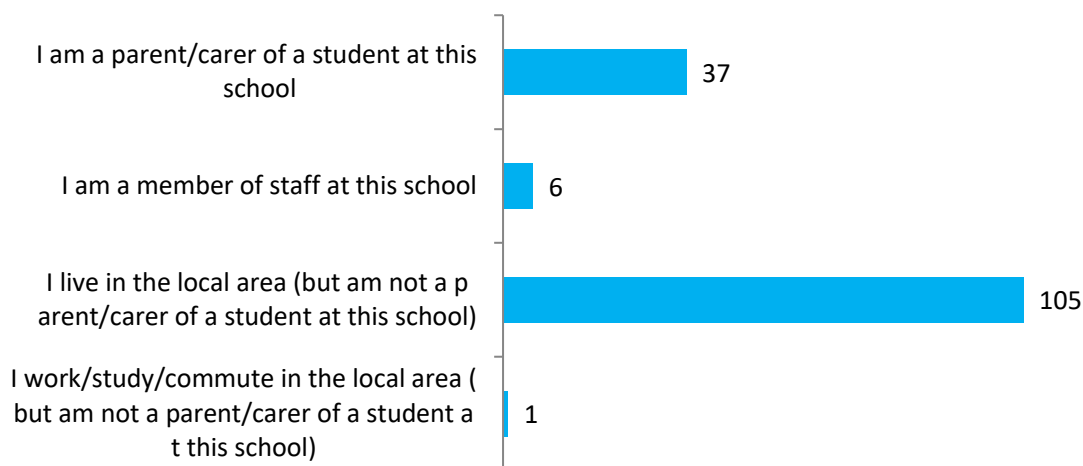 I am a parent/carer of a student at this
school
37
I am a member of staff at this school
6
I live in the local area (but am not a p
arent/carer of a student at this school)
105
I work/study/commute in the local area (
but am not a parent/carer of a student a
t this school)
1